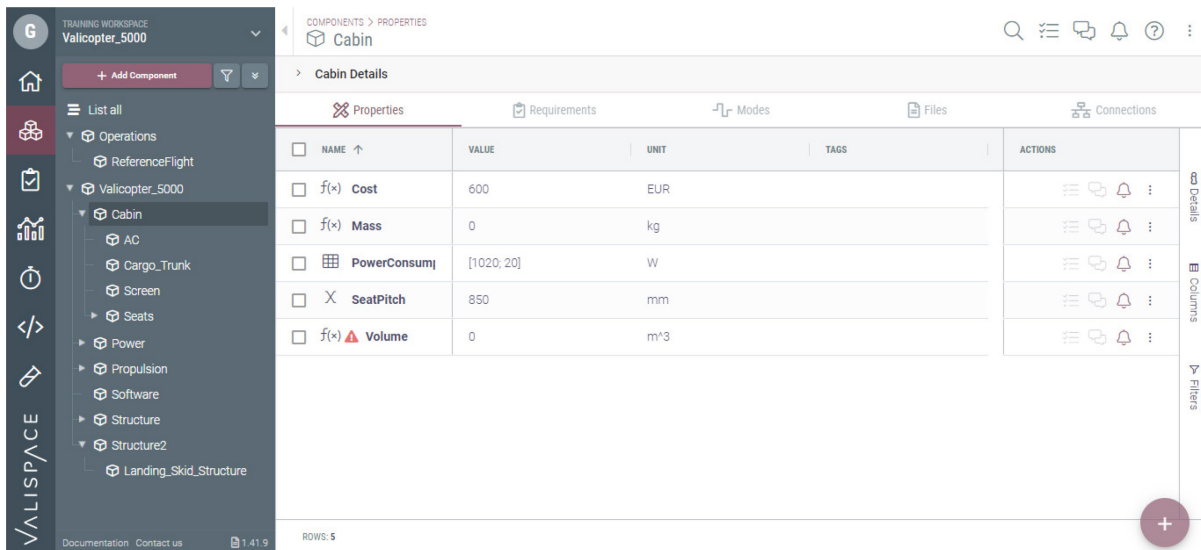 G
TRAINING WORKSPACE
Valicopter_5000
COMPONENTS > PROPERTIES
Cabin
+ Add Component
> Cabin Details
List all
Operations
ReferenceFlight
Valicopter_5000
Cabin
AC
Cargo_Trunk
Screen
Seats
Power
Propulsion
Software
Structure
Structure2
Landing_Skid_Structure
Documentation Contact us 1.41.9
VALISPACE
Properties Requirements Modes Files Connections
NAME ↑ VALUE UNIT TAGS ACTIONS
f(x) Cost 600 EUR
f(x) Mass 0 kg
PowerConsum [1020; 20] W
X SeatPitch 850 mm
f(x) Volume 0 m^3
Details
Columns
Filters
ROWS: 5
+